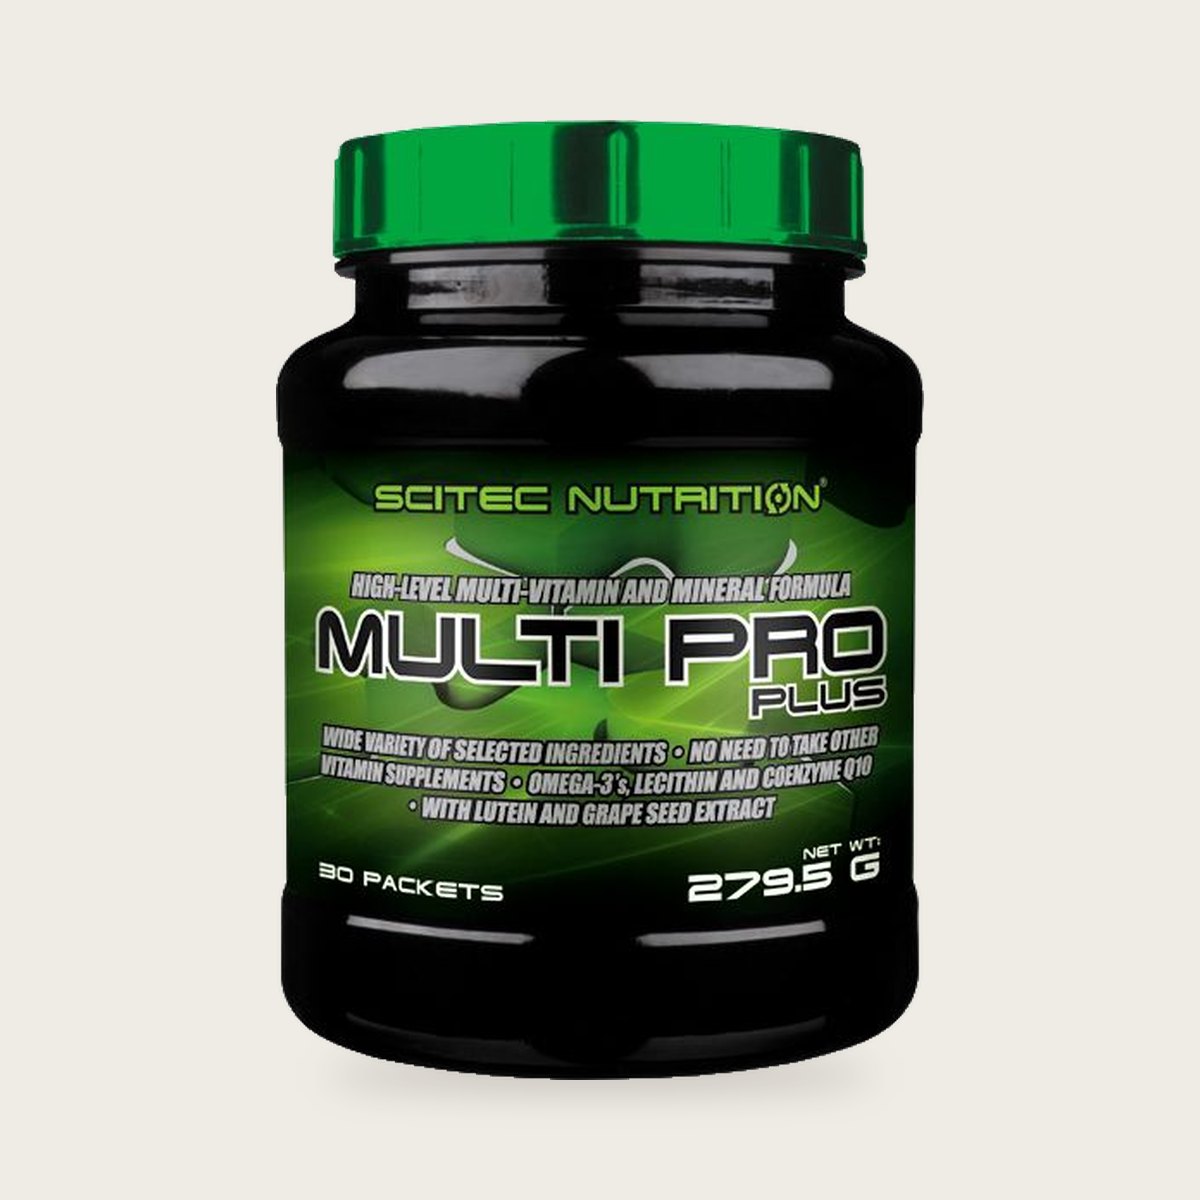 SCITEC NUTRITION®
HIGH-LEVEL MULTI-VITAMIN AND MINERAL FORMULA
MULTI PRO
PLUS
WIDE VARIETY OF SELECTED INGREDIENTS • NO NEED TO TAKE OTHER
VITAMIN SUPPLEMENTS • OMEGA-3's, LECITHIN AND COENZYME Q10
• WITH LUTEIN AND GRAPE SEED EXTRACT
30 PACKETS
NET WT:
279.5 G